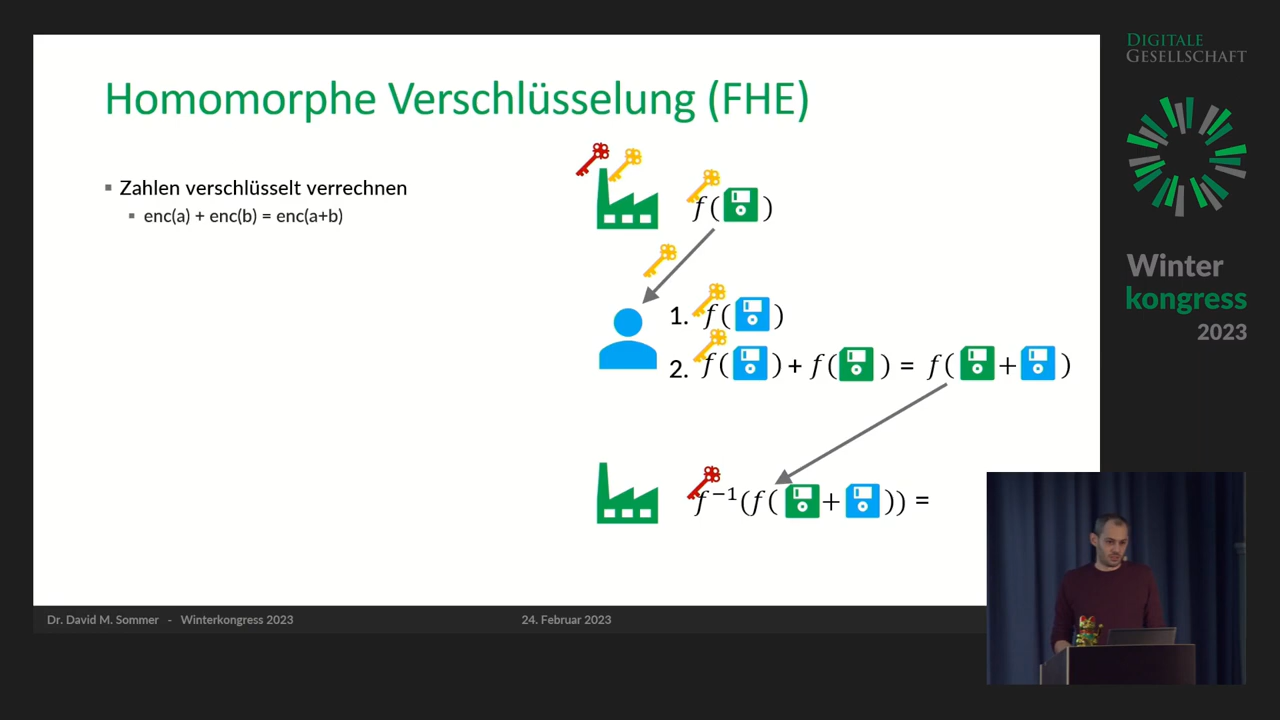 DIGITALE
GESELLSCHAFT
Winter
kongress
2023
Homomorphe Verschlüsselung (FHE)
Zahlen verschlüsselt verrechnen
enc(a) + enc(b) = enc(a+b)
f( )
1. f( )
2. f( ) + f( ) = f( + )
f⁻¹(f( + )) =
Dr. David M. Sommer - Winterkongress 2023
24. Februar 2023